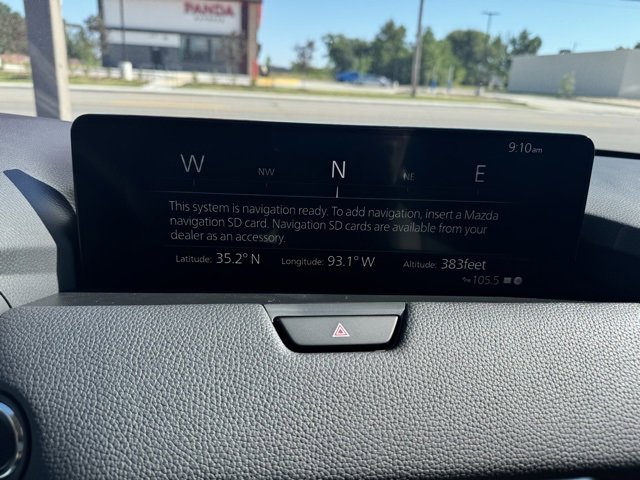 PANDA
9:10am
W NW N NE E
This system is navigation ready. To add navigation, insert a Mazda
navigation SD card. Navigation SD cards are available from your
dealer as an accessory.
Latitude: 35.2° N Longitude: 93.1° W Altitude: 383feet
105.5